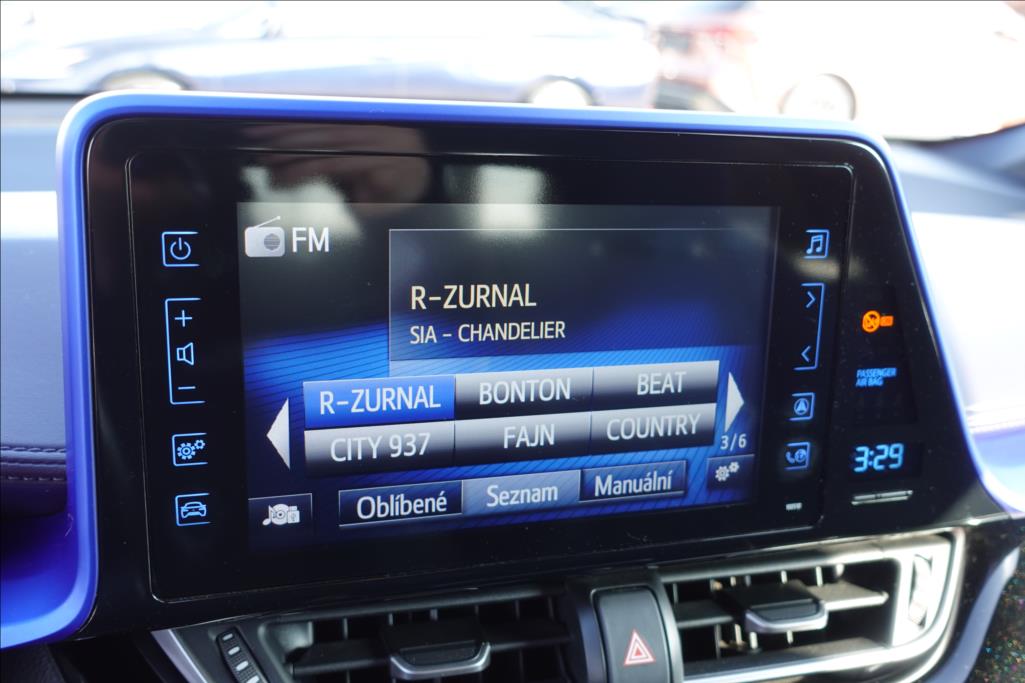 FM
R-ZURNAL
SIA - CHANDELIER
R-ZURNAL BONTON BEAT
CITY 937 FAJN COUNTRY
3/6
Oblíbené Seznam Manuální
PASSENGER
AIR BAG
3:29